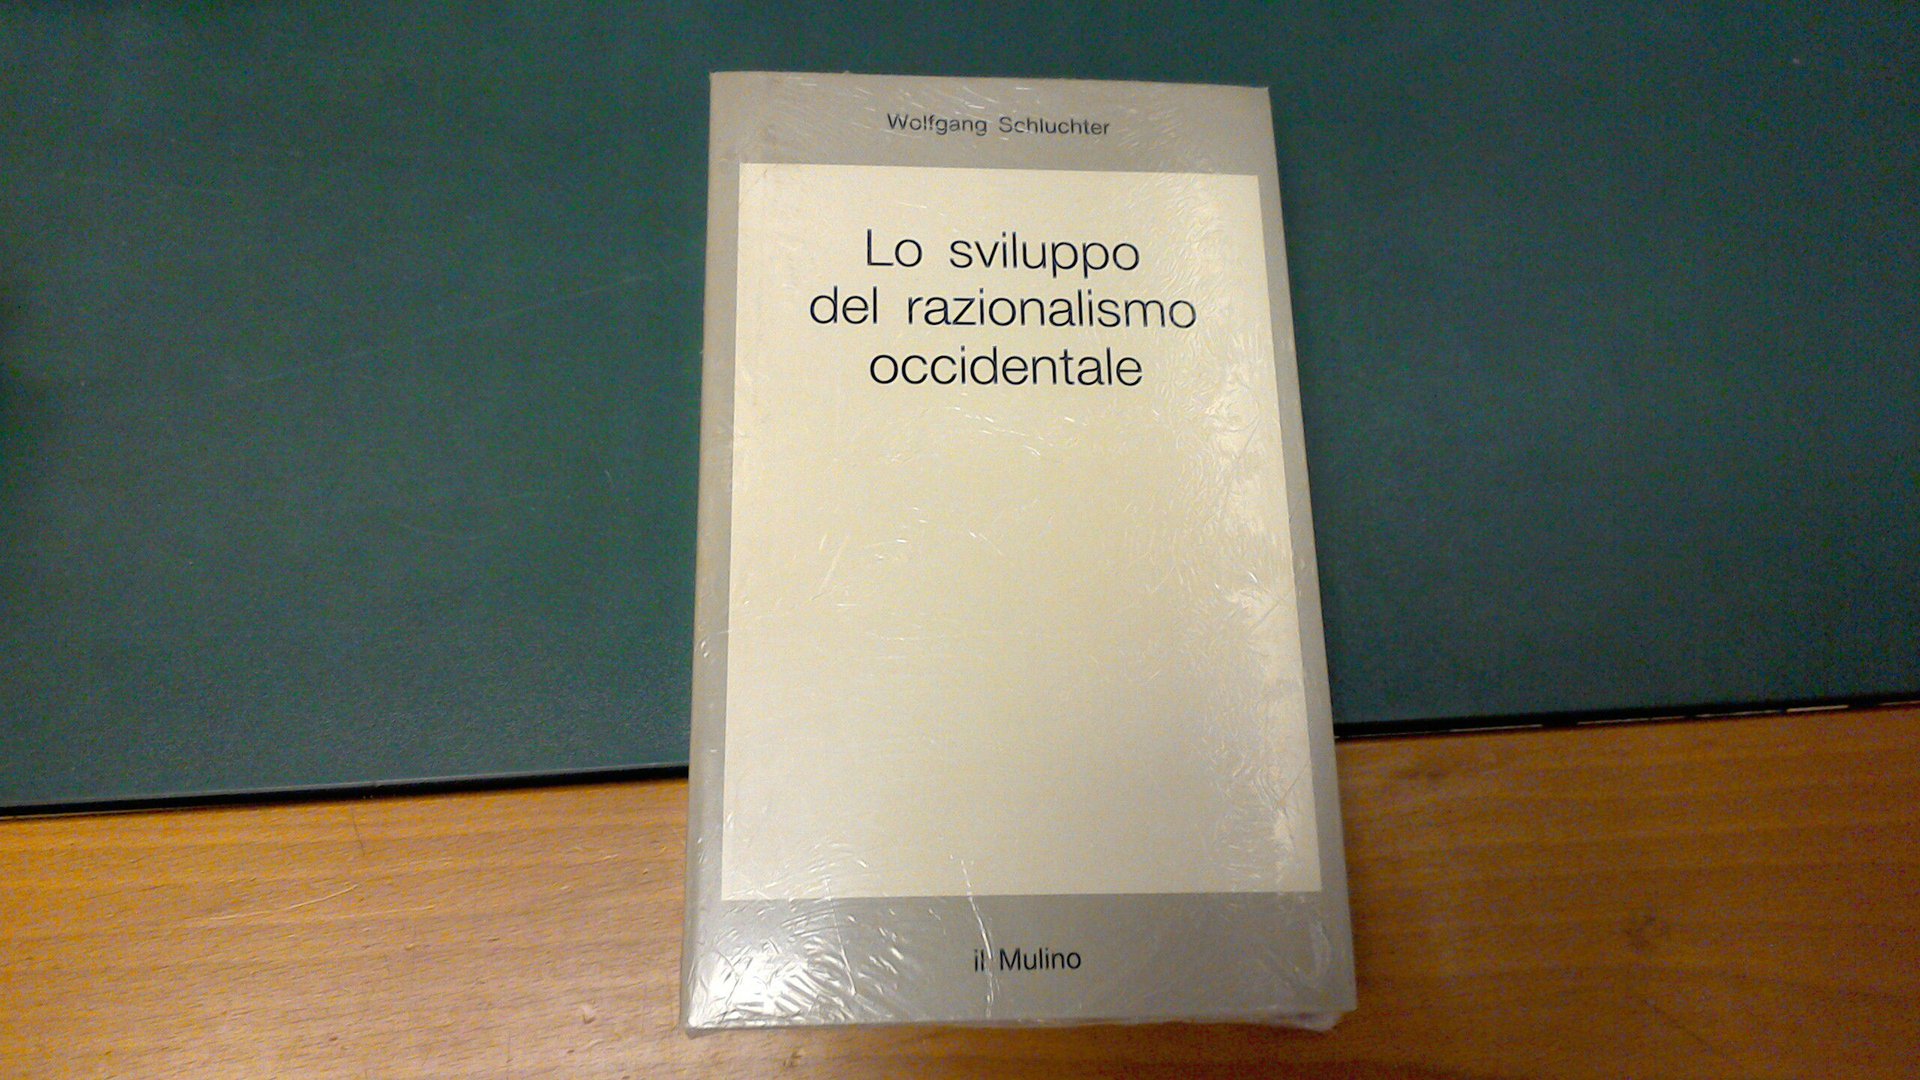 Wolfgang Schluchter
Lo sviluppo
del razionalismo
occidentale
il Mulino